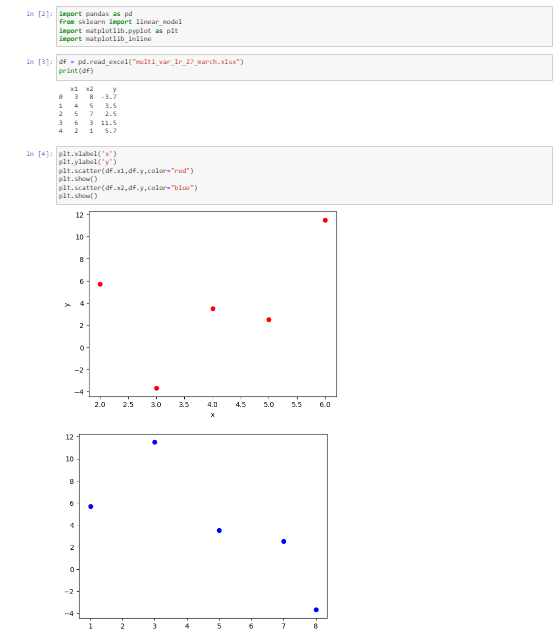 In [2]: import pandas as pd
from sklearn import linear_model
import matplotlib.pyplot as plt
import matplotlib_inline
In [3]: df = pd.read_excel("multi_var_lr_27_march.xlsx")
print(df)
x1 x2 y
0 3 8 -3.7
1 4 5 3.5
2 5 7 2.5
3 6 3 11.5
4 2 1 5.7
In [4]: plt.xlabel('x')
plt.ylabel('y')
plt.scatter(df.x1,df.y,color="red")
plt.show()
plt.scatter(df.x2,df.y,color="blue")
plt.show()
12
10
8
6
4
2
0
−2
−4
y
2.0 2.5 3.0 3.5 4.0 4.5 5.0 5.5 6.0
x
12
10
8
6
4
2
0
−2
−4
1 2 3 4 5 6 7 8